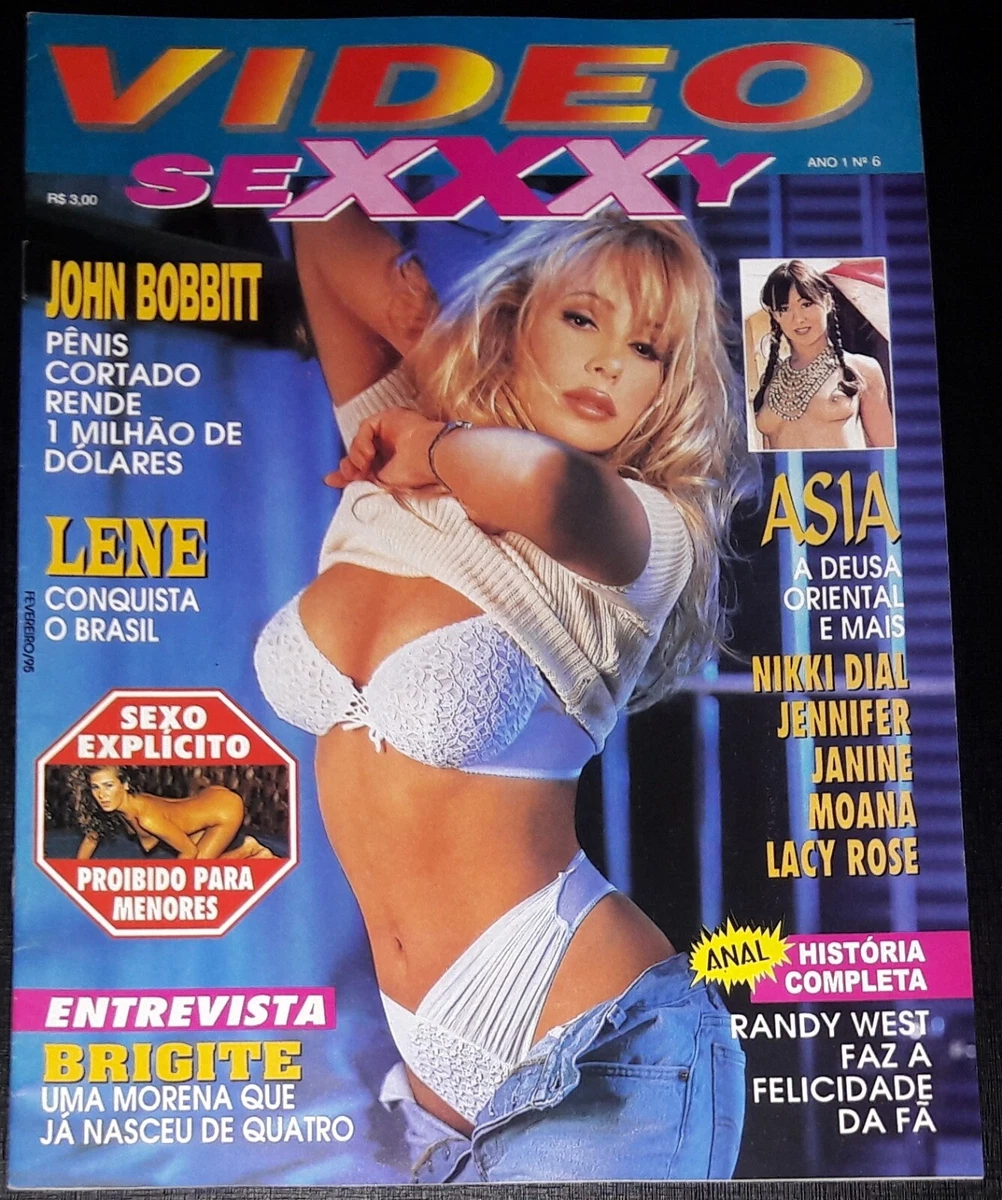 VIDEO
SEXXXY
ANO 1 Nº 6
R$ 3,00
JOHN BOBBITT
PÊNIS
CORTADO
RENDE
1 MILHÃO DE
DÓLARES
LENE
CONQUISTA
O BRASIL
FEVEREIRO/96
SEXO
EXPLÍCITO
PROIBIDO PARA
MENORES
ENTREVISTA
BRIGITE
UMA MORENA QUE
JÁ NASCEU DE QUATRO
ASIA
A DEUSA
ORIENTAL
E MAIS
NIKKI DIAL
JENNIFER
JANINE
MOANA
LACY ROSE
ANAL
HISTÓRIA
COMPLETA
RANDY WEST
FAZ A
FELICIDADE
DA FÃ